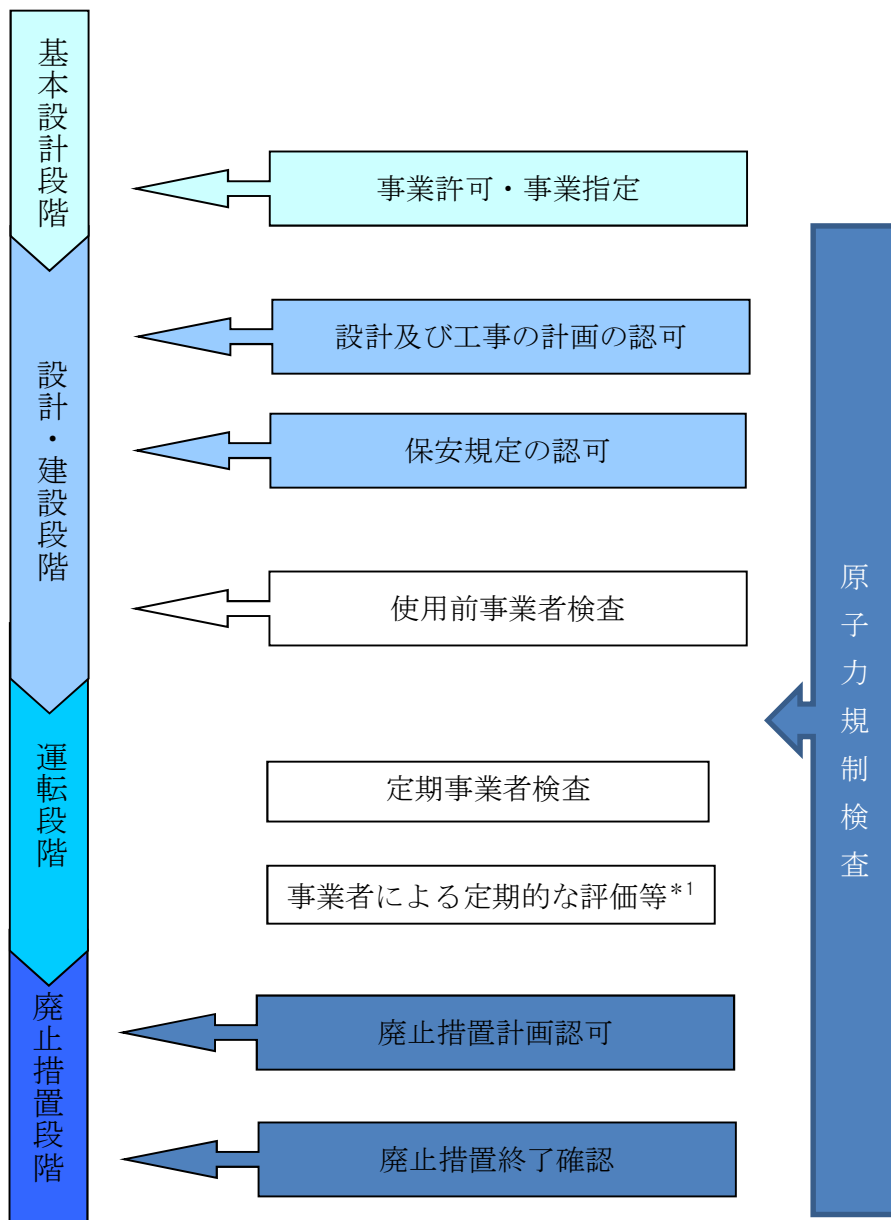 基本設計段階
事業許可・事業指定
設計・建設段階
設計及び工事の計画の認可
保安規定の認可
使用前事業者検査
運転段階
定期事業者検査
事業者による定期的な評価等*1
廃止措置段階
廃止措置計画認可
廃止措置終了確認
原子力規制検査